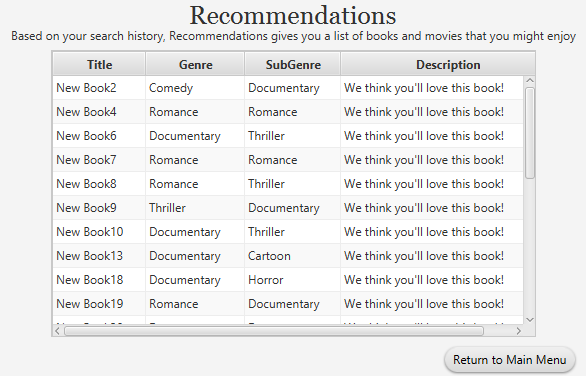 Recommendations
Based on your search history, Recommendations gives you a list of books and movies that you might enjoy
Title Genre SubGenre Description
New Book2 Comedy Documentary We think you'll love this book!
New Book4 Romance Romance We think you'll love this book!
New Book6 Documentary Thriller We think you'll love this book!
New Book7 Romance Romance We think you'll love this book!
New Book8 Romance Thriller We think you'll love this book!
New Book9 Thriller Documentary We think you'll love this book!
New Book10 Documentary Thriller We think you'll love this book!
New Book13 Documentary Cartoon We think you'll love this book!
New Book18 Documentary Horror We think you'll love this book!
New Book19 Romance Documentary We think you'll love this book!
Return to Main Menu